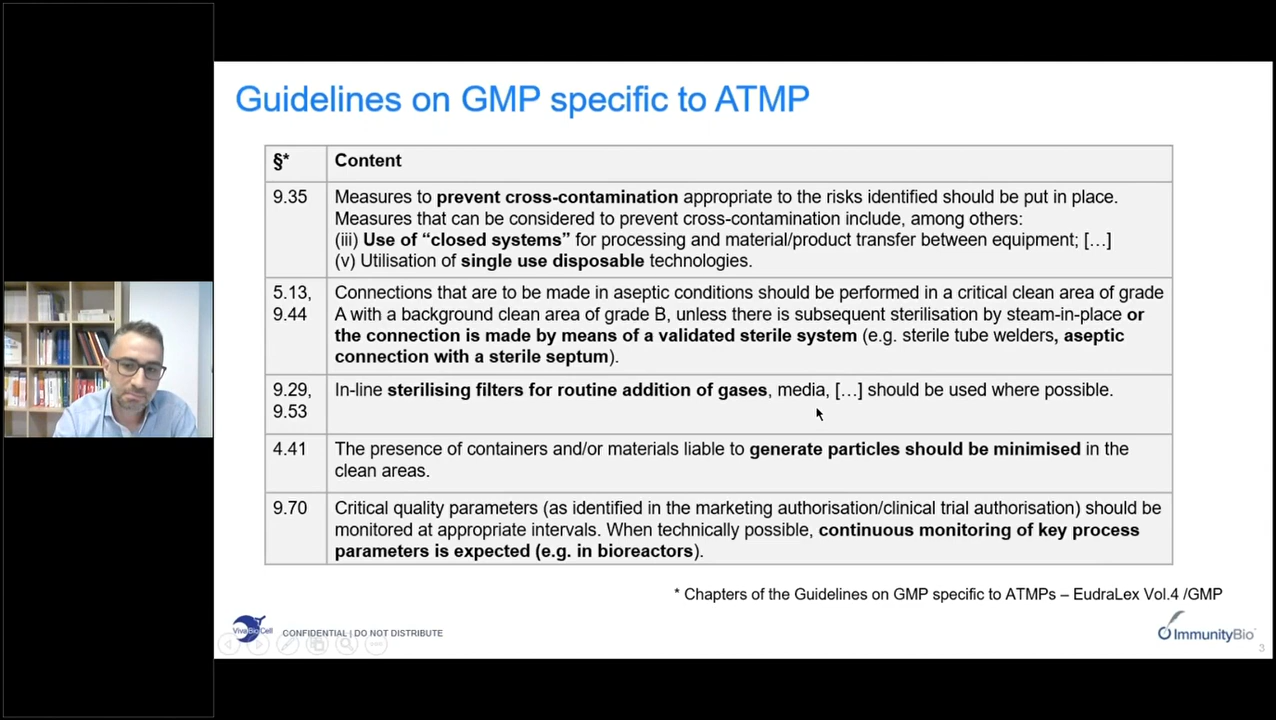 Guidelines on GMP specific to ATMP
§*
Content
9.35
Measures to prevent cross-contamination appropriate to the risks identified should be put in place.
Measures that can be considered to prevent cross-contamination include, among others:
(iii) Use of “closed systems” for processing and material/product transfer between equipment; […]
(v) Utilisation of single use disposable technologies.
5.13,
9.44
Connections that are to be made in aseptic conditions should be performed in a critical clean area of grade
A with a background clean area of grade B, unless there is subsequent sterilisation by steam-in-place or
the connection is made by means of a validated sterile system (e.g. sterile tube welders, aseptic
connection with a sterile septum).
9.29,
9.53
In-line sterilising filters for routine addition of gases, media, […] should be used where possible.
4.41
The presence of containers and/or materials liable to generate particles should be minimised in the
clean areas.
9.70
Critical quality parameters (as identified in the marketing authorisation/clinical trial authorisation) should be
monitored at appropriate intervals. When technically possible, continuous monitoring of key process
parameters is expected (e.g. in bioreactors).
* Chapters of the Guidelines on GMP specific to ATMPs – EudraLex Vol.4 /GMP
VivaBioCell
CONFIDENTIAL | DO NOT DISTRIBUTE
ImmunityBio
3